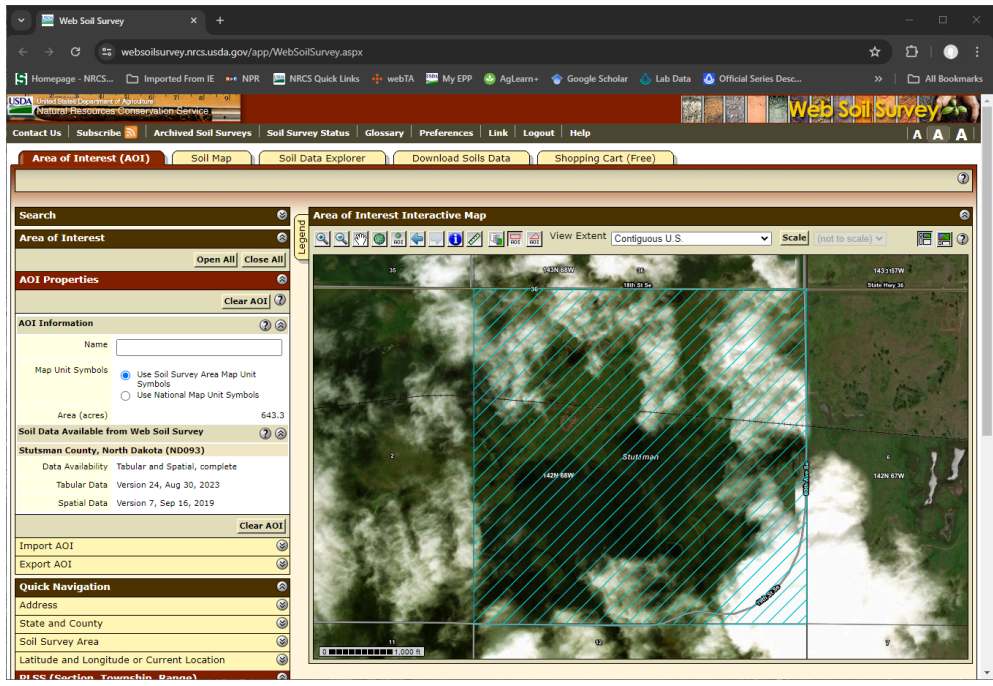 Web Soil Survey
websoilsurvey.nrcs.usda.gov/app/WebSoilSurvey.aspx
Homepage - NRCS... Imported From IE NPR NRCS Quick Links webTA My EPP AgLearn+ Google Scholar Lab Data Official Series Desc... » All Bookmarks
USDA United States Department of Agriculture
Natural Resources Conservation Service
Web Soil Survey
Contact Us | Subscribe | Archived Soil Surveys | Soil Survey Status | Glossary | Preferences | Link | Logout | Help | A A A
Area of Interest (AOI) Soil Map Soil Data Explorer Download Soils Data Shopping Cart (Free)
Search
Area of Interest
Open All Close All
AOI Properties
Clear AOI
AOI Information
Name
Map Unit Symbols
Use Soil Survey Area Map Unit
Symbols
Use National Map Unit Symbols
Area (acres) 643.3
Soil Data Available from Web Soil Survey
Stutsman County, North Dakota (ND093)
Data Availability Tabular and Spatial, complete
Tabular Data Version 24, Aug 30, 2023
Spatial Data Version 7, Sep 16, 2019
Clear AOI
Import AOI
Export AOI
Quick Navigation
Address
State and County
Soil Survey Area
Latitude and Longitude or Current Location
PLSS (Section, Township, Range)
Legend
Area of Interest Interactive Map
AOI AOI AOI View Extent Contiguous U.S. Scale (not to scale)
35 143N 68W 36 143N 67W
18th St Se State Hwy 36
36
2 Stutsman 6
142N 68W 142N 67W
11 12 7
0 1,000 ft